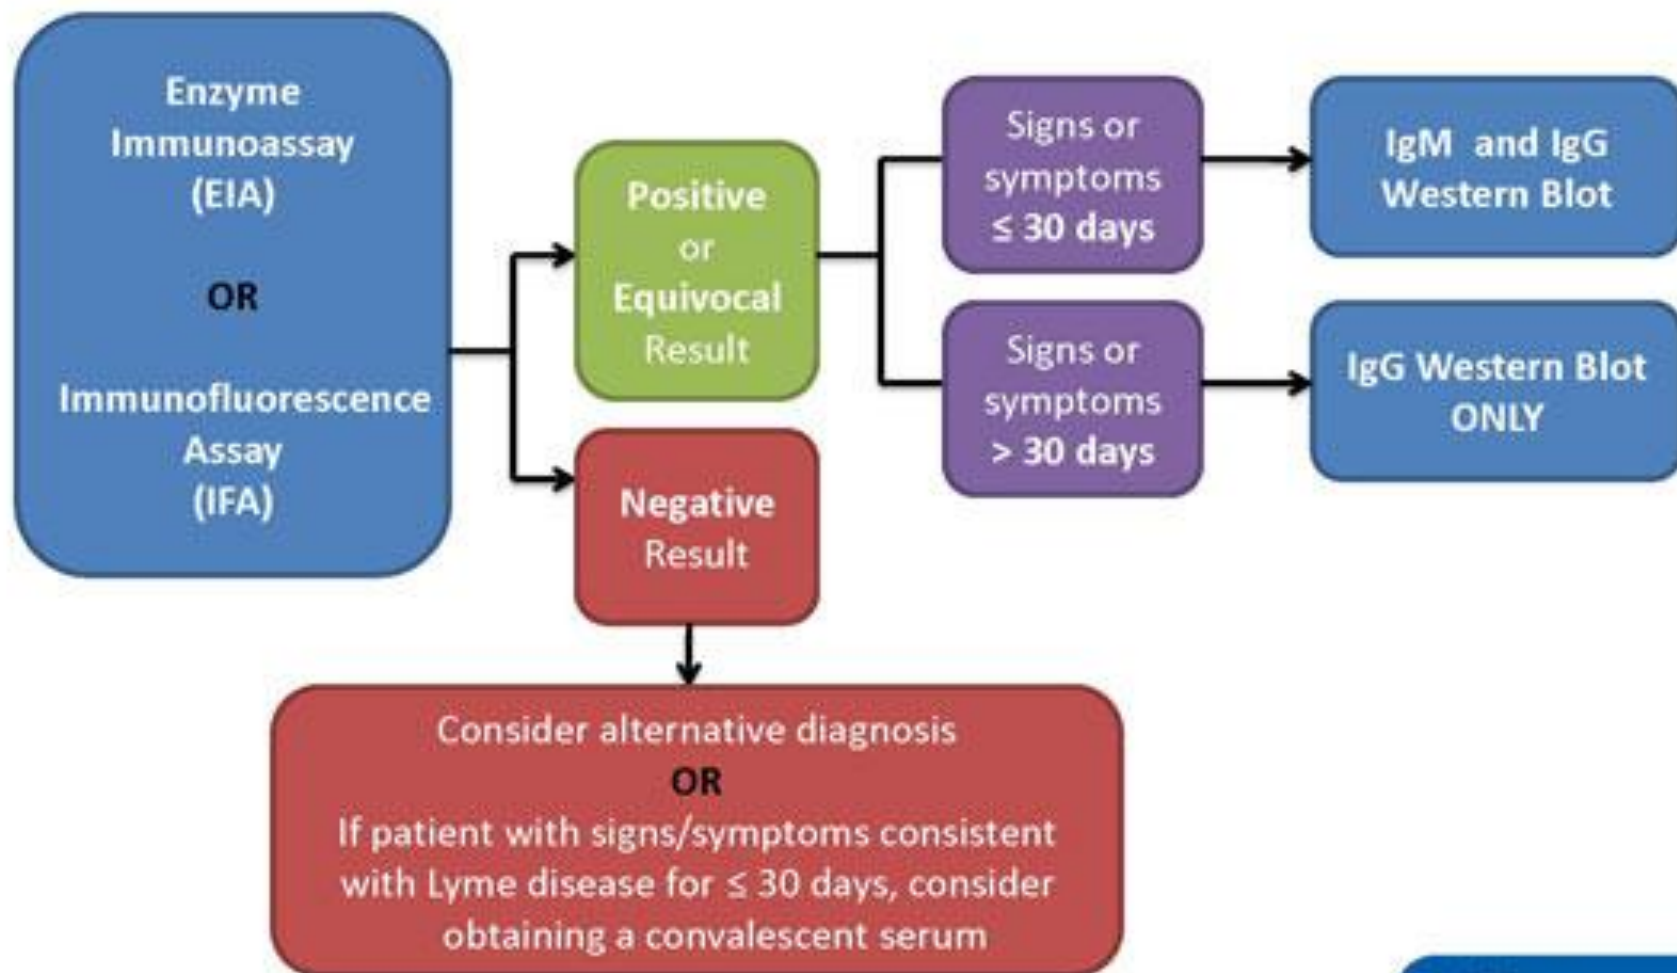 Enzyme
Immunoassay
(EIA)
OR
Immunofluorescence
Assay
(IFA)
Positive
or
Equivocal
Result
Negative
Result
Signs or
symptoms
≤ 30 days
Signs or
symptoms
> 30 days
IgM and IgG
Western Blot
IgG Western Blot
ONLY
Consider alternative diagnosis
OR
If patient with signs/symptoms consistent
with Lyme disease for ≤ 30 days, consider
obtaining a convalescent serum